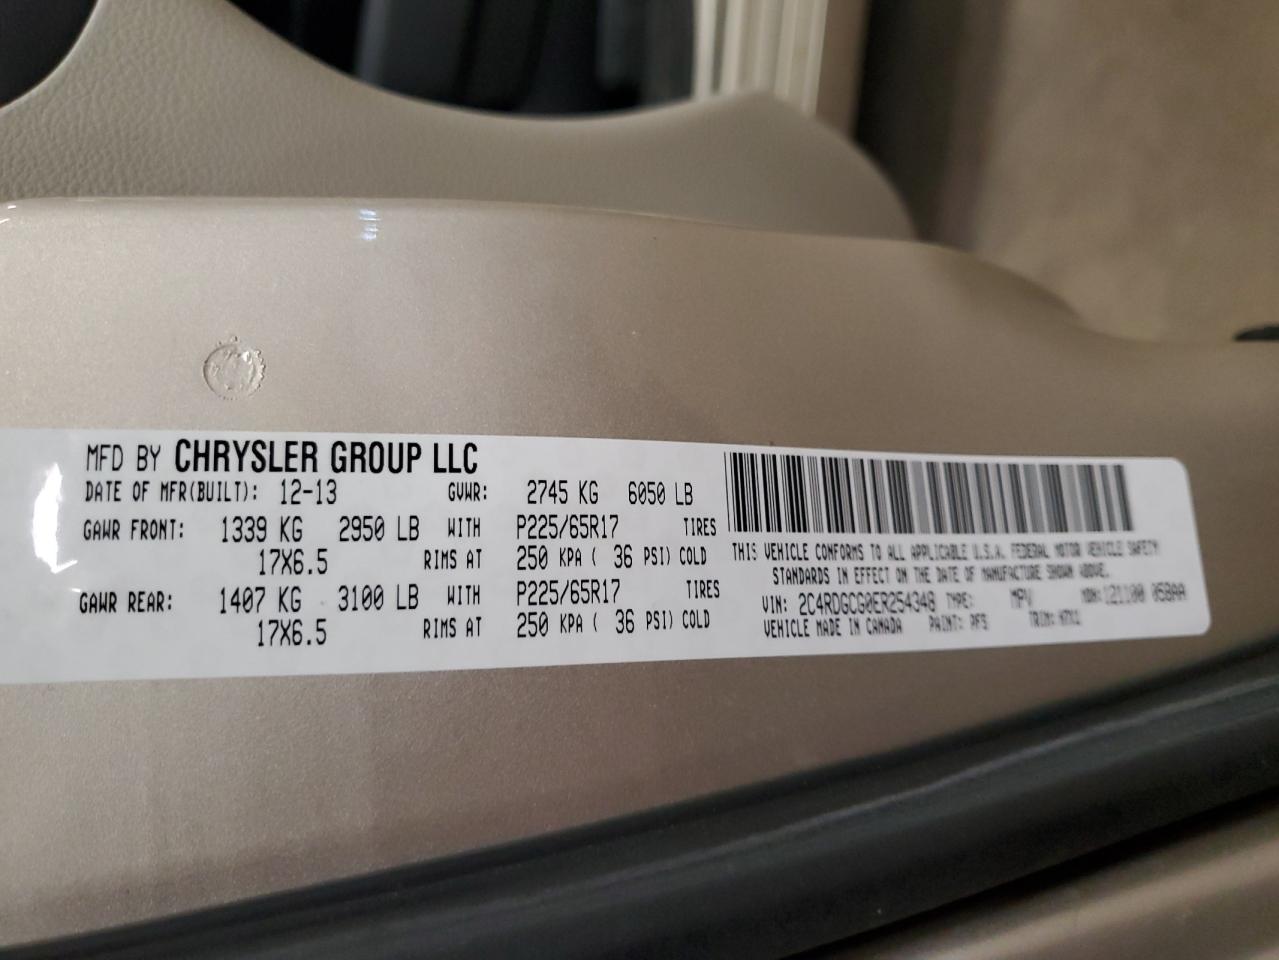 MFD BY CHRYSLER GROUP LLC
DATE OF MFR(BUILT): 12-13 GVWR: 2745 KG 6050 LB
GAWR FRONT: 1339 KG 2950 LB WITH P225/65R17 TIRES
17X6.5 RIMS AT 250 KPA ( 36 PSI) COLD
GAWR REAR: 1407 KG 3100 LB WITH P225/65R17 TIRES
17X6.5 RIMS AT 250 KPA ( 36 PSI) COLD
THIS VEHICLE CONFORMS TO ALL APPLICABLE U.S.A. FEDERAL MOTOR VEHICLE SAFETY
STANDARDS IN EFFECT ON THE DATE OF MANUFACTURE SHOWN ABOVE.
VIN: 2C4RDGCG0ER254348 TYPE: MPV MDH:
VEHICLE MADE IN CANADA PAINT: PFS TRIM: